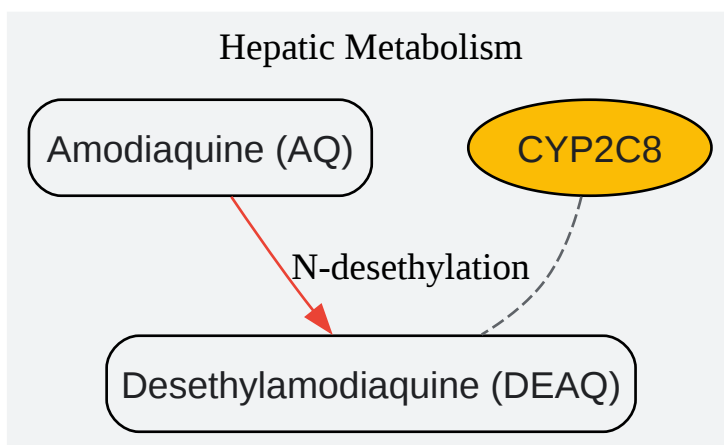 Hepatic Metabolism
Amodiaquine (AQ)
CYP2C8
N-desethylation
Desethylamodiaquine (DEAQ)